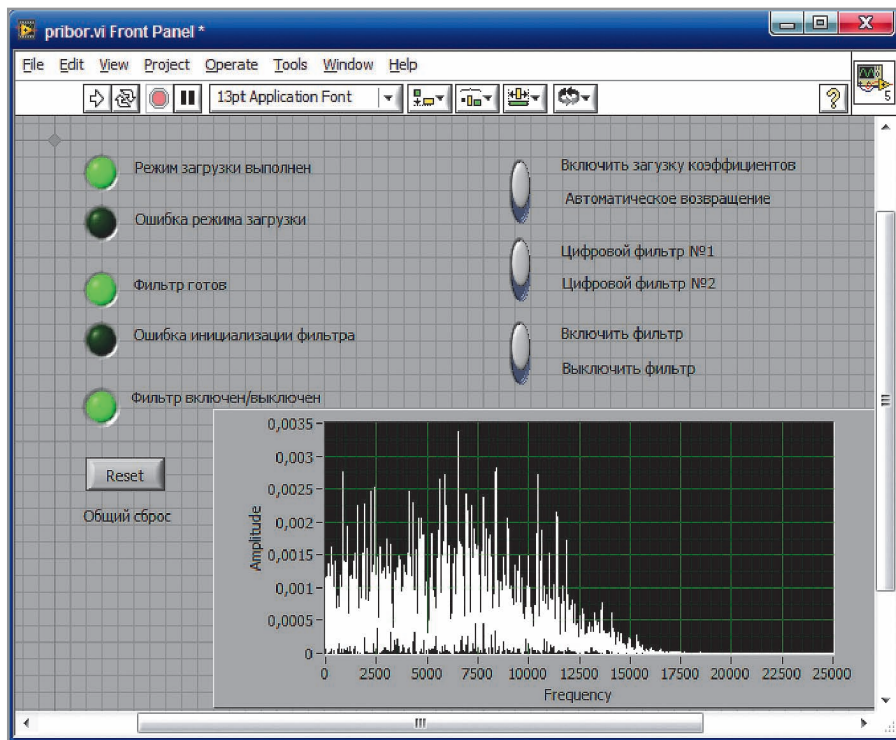 pribor.vi Front Panel *
File Edit View Project Operate Tools Window Help
13pt Application Font
5
Режим загрузки выполнен
Ошибка режима загрузки
Фильтр готов
Ошибка инициализации фильтра
Фильтр включен/выключен
Reset
Общий сброс
Включить загузку коэффициентов
Автоматическое возвращение
Цифровой фильтр №1
Цифровой фильтр №2
Включить фильтр
Выключить фильтр
Amplitude
0,0035
0,003
0,0025
0,002
0,0015
0,001
0,0005
0
0 2500 5000 7500 10000 12500 15000 17500 20000 22500 25000
Frequency